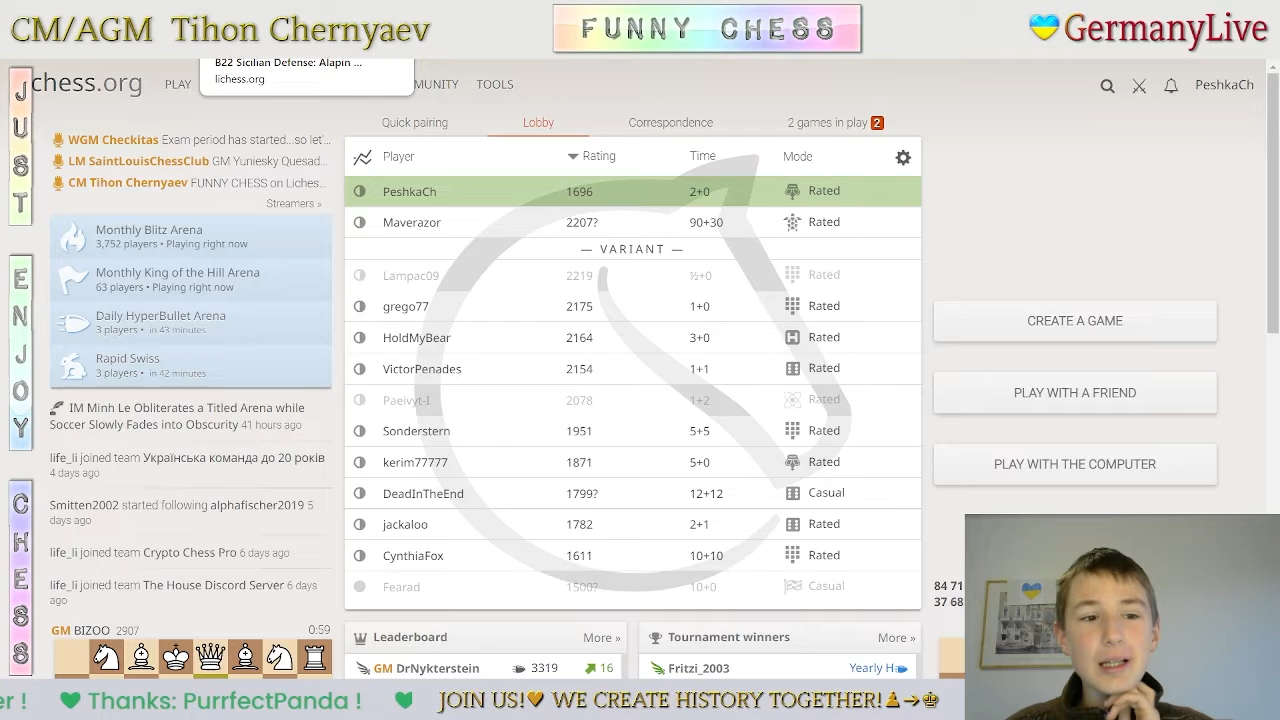 CM/AGM Tihon Chernyaev
FUNNY CHESS
GermanyLive
JUST
ENJOY
CHESS
chess.org
PLAY
B22 Sicilian Defense: Alapin ...
lichess.org
MUNITY
TOOLS
PeshkaCh
Quick pairing
Lobby
Correspondence
2 games in play 2
WGM Checkitas Exam period has started...so let'...
LM SaintLouisChessClub GM Yuniesky Quesad...
CM Tihon Chernyaev FUNNY CHESS on Liches...
Streamers »
Monthly Blitz Arena
3,752 players • Playing right now
Monthly King of the Hill Arena
63 players • Playing right now
Daily HyperBullet Arena
3 players • in 43 minutes
Rapid Swiss
3 players • in 42 minutes
IM Minh Le Obliterates a Titled Arena while
Soccer Slowly Fades into Obscurity 41 hours ago
life_li joined team Українська команда до 20 років
4 days ago
Smitten2002 started following alphafischer2019 5
days ago
life_li joined team Crypto Chess Pro 6 days ago
life_li joined team The House Discord Server 6 days
ago
GM BIZOO 2907 0:59
Player Rating Time Mode
PeshkaCh 1696 2+0 Rated
Maverazor 2207? 90+30 Rated
— VARIANT —
Lampac09 2219 ½+0 Rated
grego77 2175 1+0 Rated
HoldMyBear 2164 3+0 Rated
VictorPenades 2154 1+1 Rated
Paeivyt-I 2078 1+2 Rated
Sonderstern 1951 5+5 Rated
kerim77777 1871 5+0 Rated
DeadInTheEnd 1799? 12+12 Casual
jackaloo 1782 2+1 Rated
CynthiaFox 1611 10+10 Rated
Fearad 1500? 10+0 Casual
CREATE A GAME
PLAY WITH A FRIEND
PLAY WITH THE COMPUTER
84 71
37 68
Leaderboard More »
GM DrNykterstein 3319 16
Tournament winners More »
Fritzi_2003 Yearly H
er ! Thanks: PurrfectPanda ! JOIN US! WE CREATE HISTORY TOGETHER!